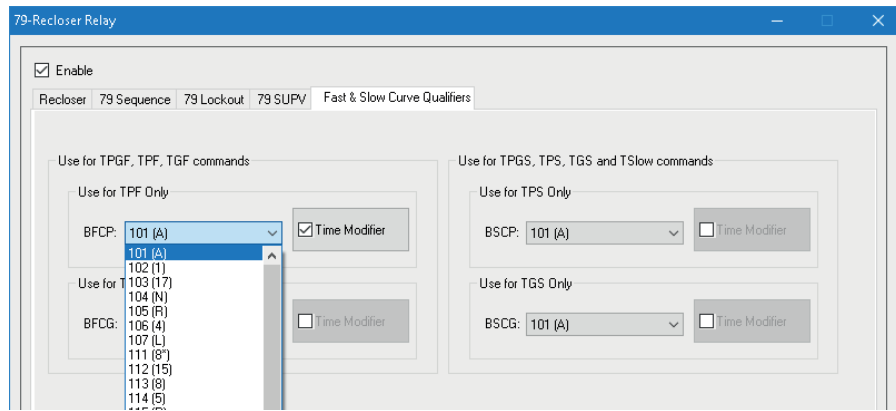 79-Recloser Relay
Enable
Recloser 79 Sequence 79 Lockout 79 SUPV Fast & Slow Curve Qualifiers
Use for TPGF, TPF, TGF commands
Use for TPF Only
BFCP: 101 (A) Time Modifier
101 (A)
102 (1)
103 (17)
104 (N)
105 (R)
106 (4)
107 (L)
111 (8*)
112 (15)
113 (8)
114 (5)
Use for T
BFCG: Time Modifier
Use for TPGS, TPS, TGS and TSlow commands
Use for TPS Only
BSCP: 101 (A) Time Modifier
Use for TGS Only
BSCG: 101 (A) Time Modifier